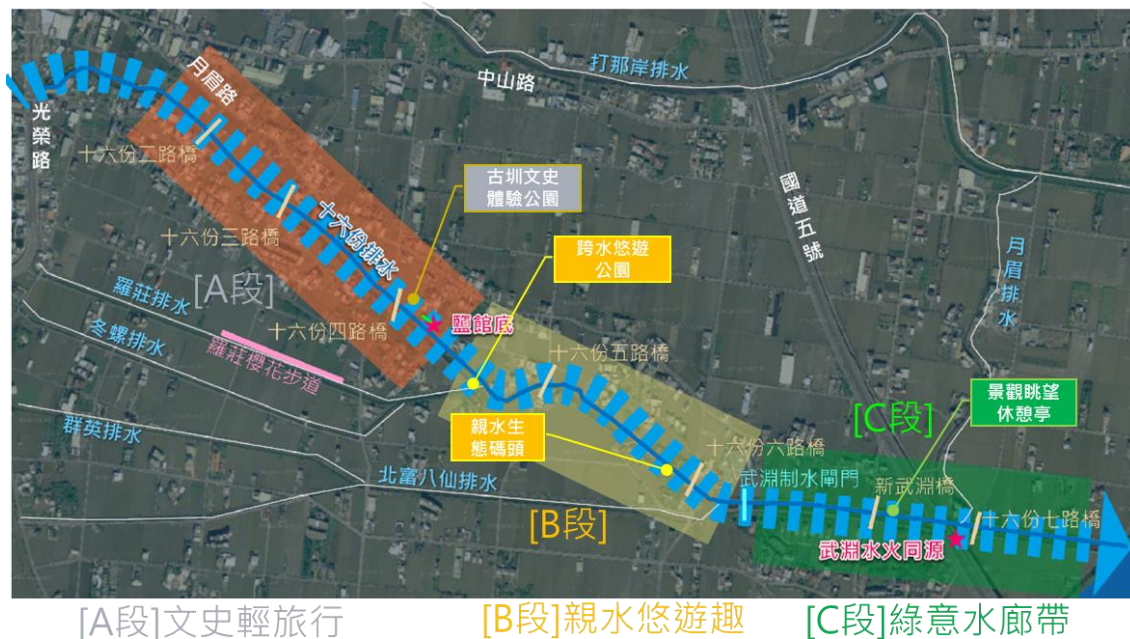 打那岸排水
中山路
月眉路
光榮路
十六份二路橋
古圳文史
體驗公園
國道五號
十六份排水
十六份三路橋
跨水悠遊
公園
月眉排水
[A段]
羅莊排水
冬螺排水
十六份四路橋
鹽館底
羅莊櫻花步道
十六份五路橋
景觀眺望
休憩亭
[C段]
群英排水
親水生
態碼頭
十六份六路橋
北富八仙排水
武淵制水閘門
新武淵橋
[B段]
十六份七路橋
武淵水火同源
[A段]文史輕旅行
[B段]親水悠遊趣
[C段]綠意水廊帶